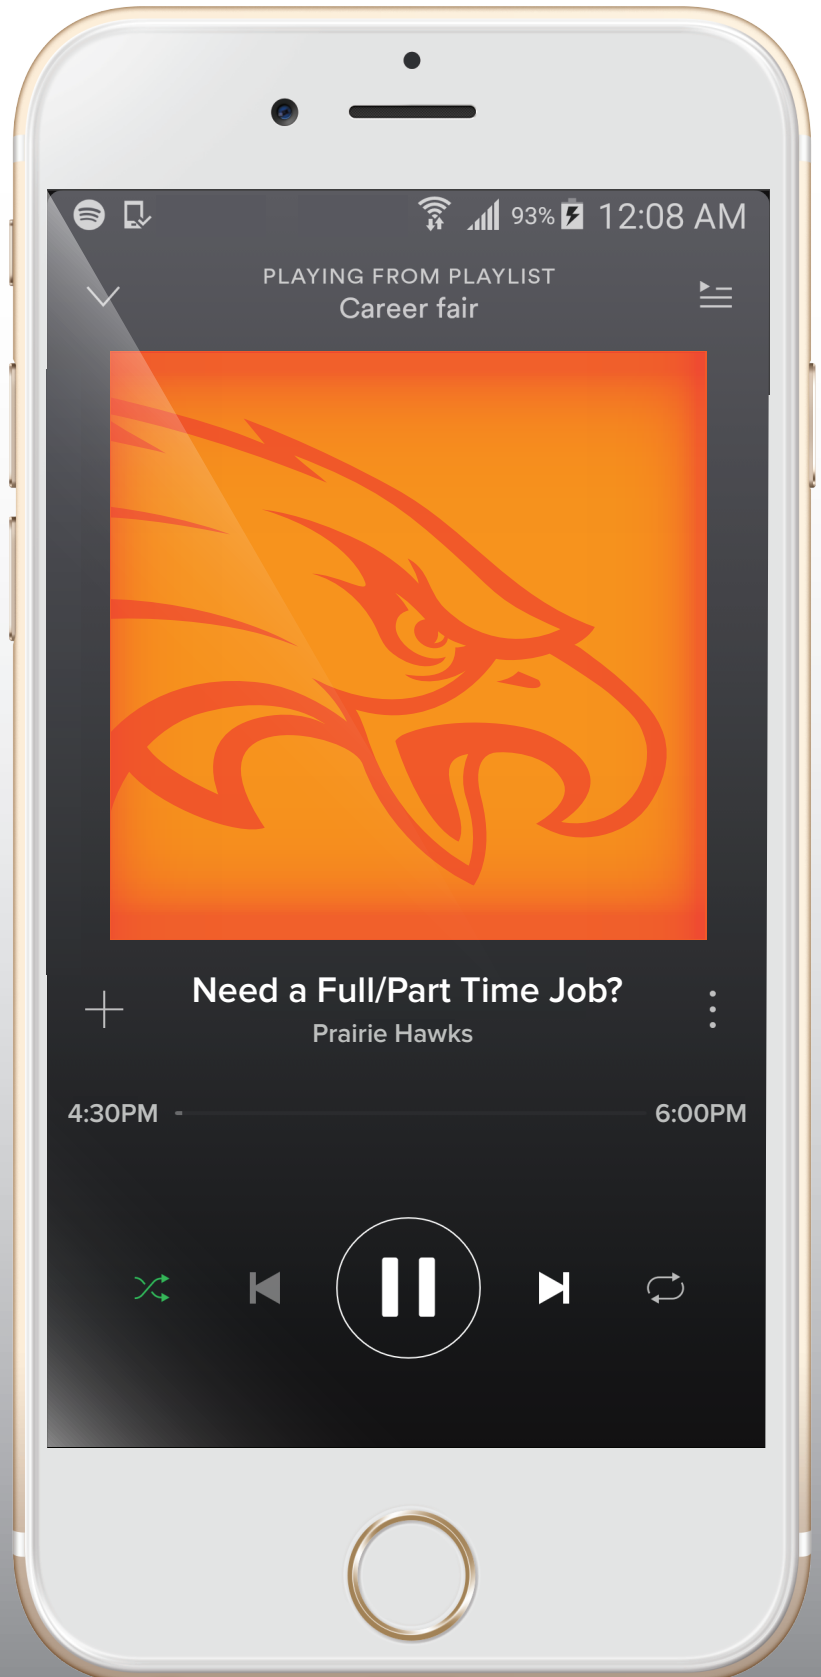 93% 12:08 AM
PLAYING FROM PLAYLIST
Career fair
Need a Full/Part Time Job?
Prairie Hawks
4:30PM 6:00PM